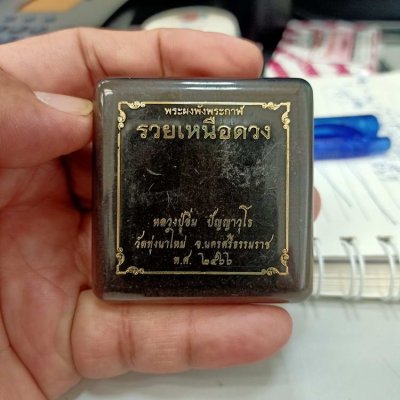 พระผงพังพระกาฬ
รวยเหนือดวง
หลวงปู่อิ่ม ปัญญาวุโธ
วัดทุ่งนาใหม่ จ.นครศรีธรรมราช
พ.ศ. ๒๕๖๖